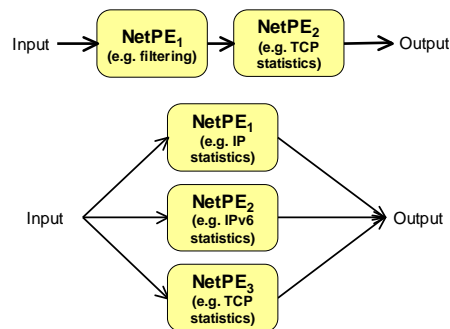 Input
NetPE1
(e.g. filtering)
NetPE2
(e.g. TCP
statistics)
Output
NetPE1
(e.g. IP
statistics)
Input
NetPE2
(e.g. IPv6
statistics)
Output
NetPE3
(e.g. TCP
statistics)